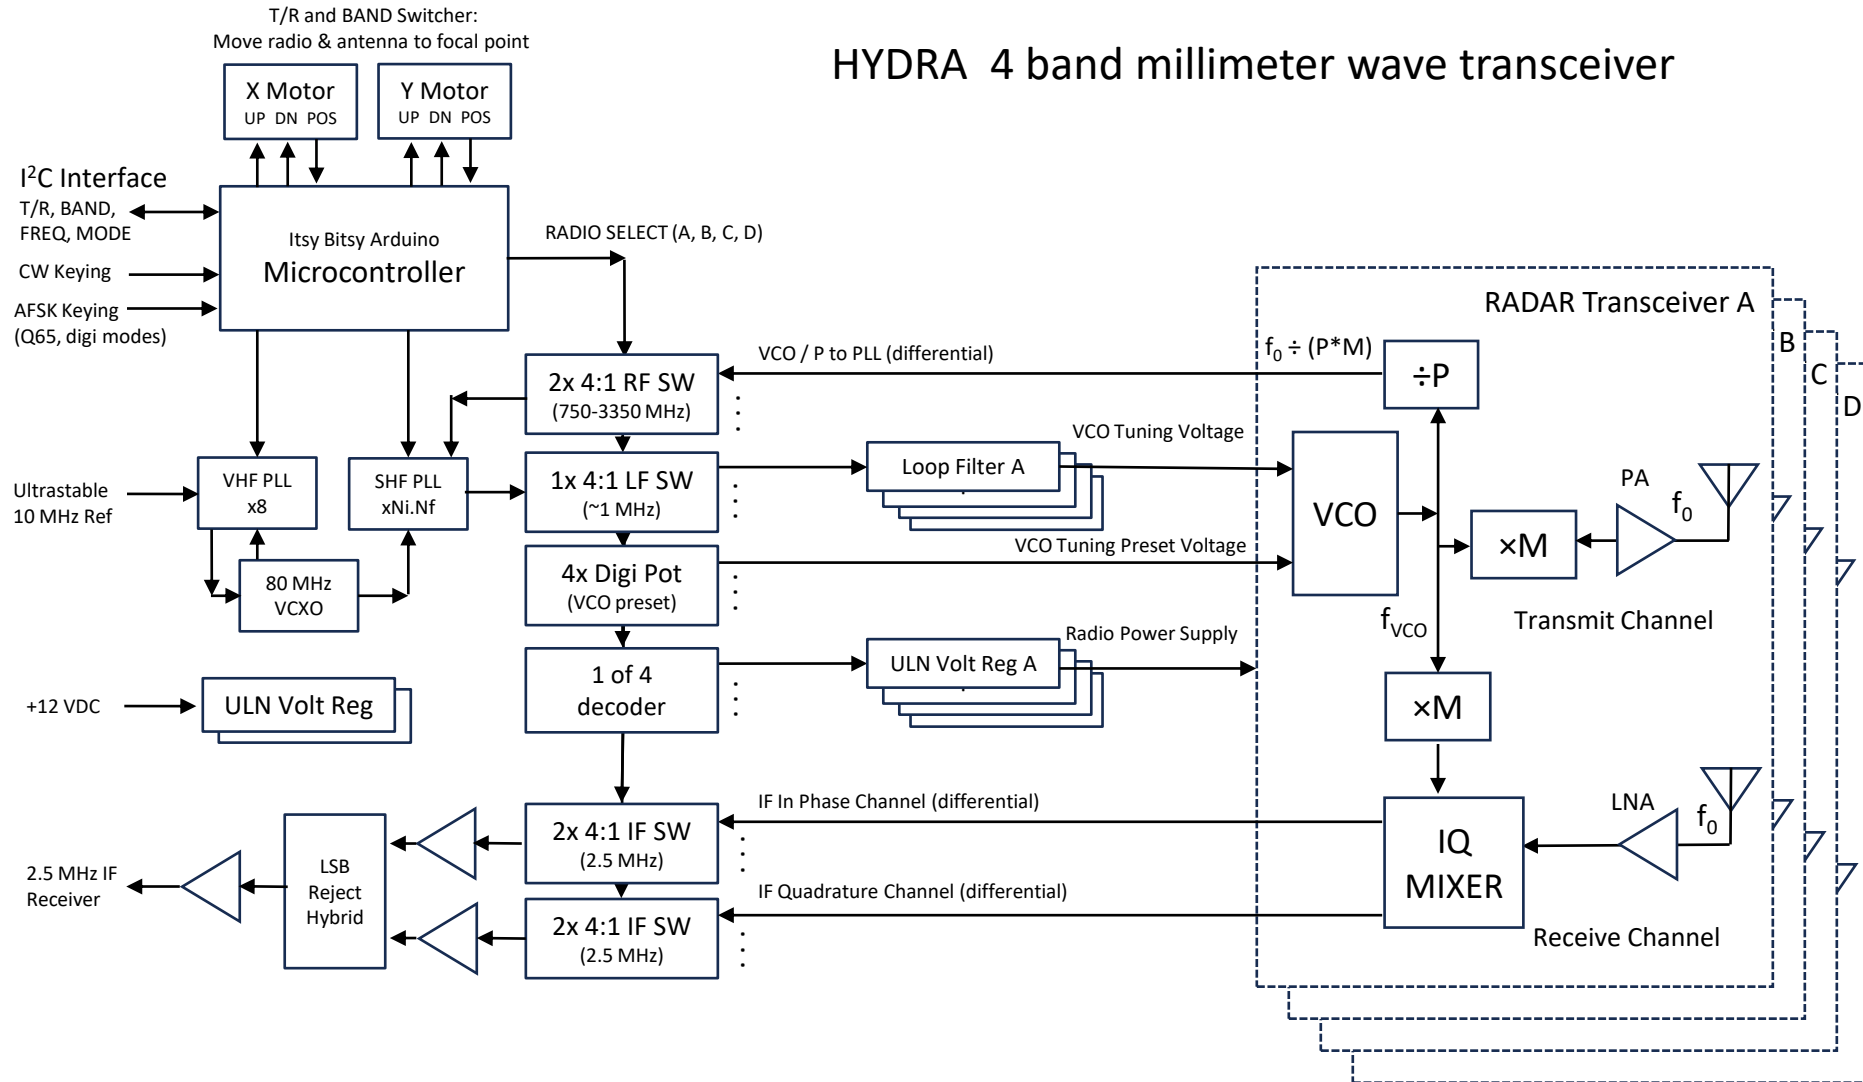 T/R and BAND Switcher:
Move radio & antenna to focal point
HYDRA 4 band millimeter wave transceiver
X Motor
UP DN POS
Y Motor
UP DN POS
I²C Interface
T/R, BAND,
FREQ, MODE
CW Keying
AFSK Keying
(Q65, digi modes)
Itsy Bitsy Arduino
Microcontroller
RADIO SELECT (A, B, C, D)
RADAR Transceiver A
B
C
D
VCO / P to PLL (differential)
f₀ ÷ (P*M)
÷P
2x 4:1 RF SW
(750-3350 MHz)
VCO Tuning Voltage
Ultrastable
10 MHz Ref
VHF PLL
x8
SHF PLL
xNi.Nf
1x 4:1 LF SW
(~1 MHz)
Loop Filter A
VCO
PA
f₀
×M
80 MHz
VCXO
4x Digi Pot
(VCO preset)
VCO Tuning Preset Voltage
f_VCO
Transmit Channel
Radio Power Supply
+12 VDC
ULN Volt Reg
1 of 4
decoder
ULN Volt Reg A
×M
2.5 MHz IF
Receiver
LSB
Reject
Hybrid
2x 4:1 IF SW
(2.5 MHz)
IF In Phase Channel (differential)
LNA
f₀
IQ
MIXER
IF Quadrature Channel (differential)
2x 4:1 IF SW
(2.5 MHz)
Receive Channel